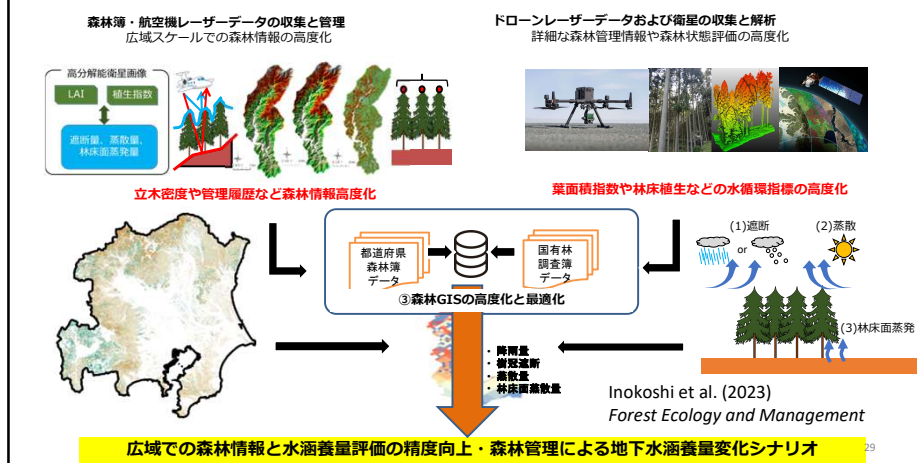 森林簿・航空機レーザーデータの収集と管理
広域スケールでの森林情報の高度化
ドローンレーザーデータおよび衛星の収集と解析
詳細な森林管理情報や森林状態評価の高度化
高分解能衛星画像
LAI
植生指数
遮断量、蒸散量、
林床面蒸発量
立木密度や管理履歴など森林情報高度化
葉面積指数や林床植生などの水循環指標の高度化
都道府県
森林簿
データ
国有林
調査簿
データ
③森林GISの高度化と最適化
(1)遮断
or
(2)蒸散
(3)林床面蒸発
・ 降雨量
・ 樹冠遮断
・ 蒸散量
・ 林床面蒸散量
Inokoshi et al. (2023)
Forest Ecology and Management
広域での森林情報と水涵養量評価の精度向上・森林管理による地下水涵養量変化シナリオ
29